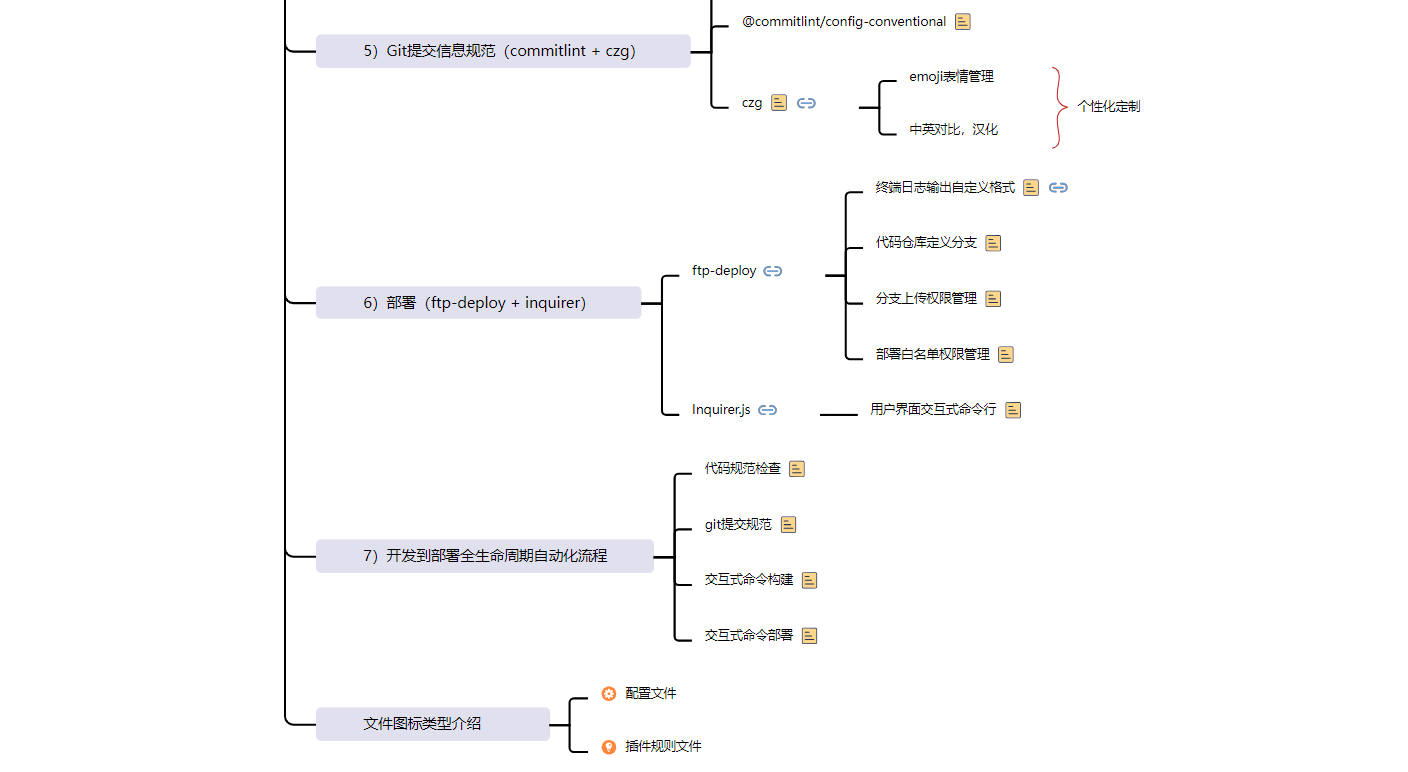 @commitlint/config-conventional
5）Git提交信息规范（commitlint + czg）
emoji表情管理
czg
个性化定制
中英对比，汉化
终端日志输出自定义格式
代码仓库定义分支
ftp-deploy
6）部署（ftp-deploy + inquirer）
分支上传权限管理
部署白名单权限管理
Inquirer.js
用户界面交互式命令行
代码规范检查
git提交规范
7）开发到部署全生命周期自动化流程
交互式命令构建
交互式命令部署
配置文件
文件图标类型介绍
插件规则文件